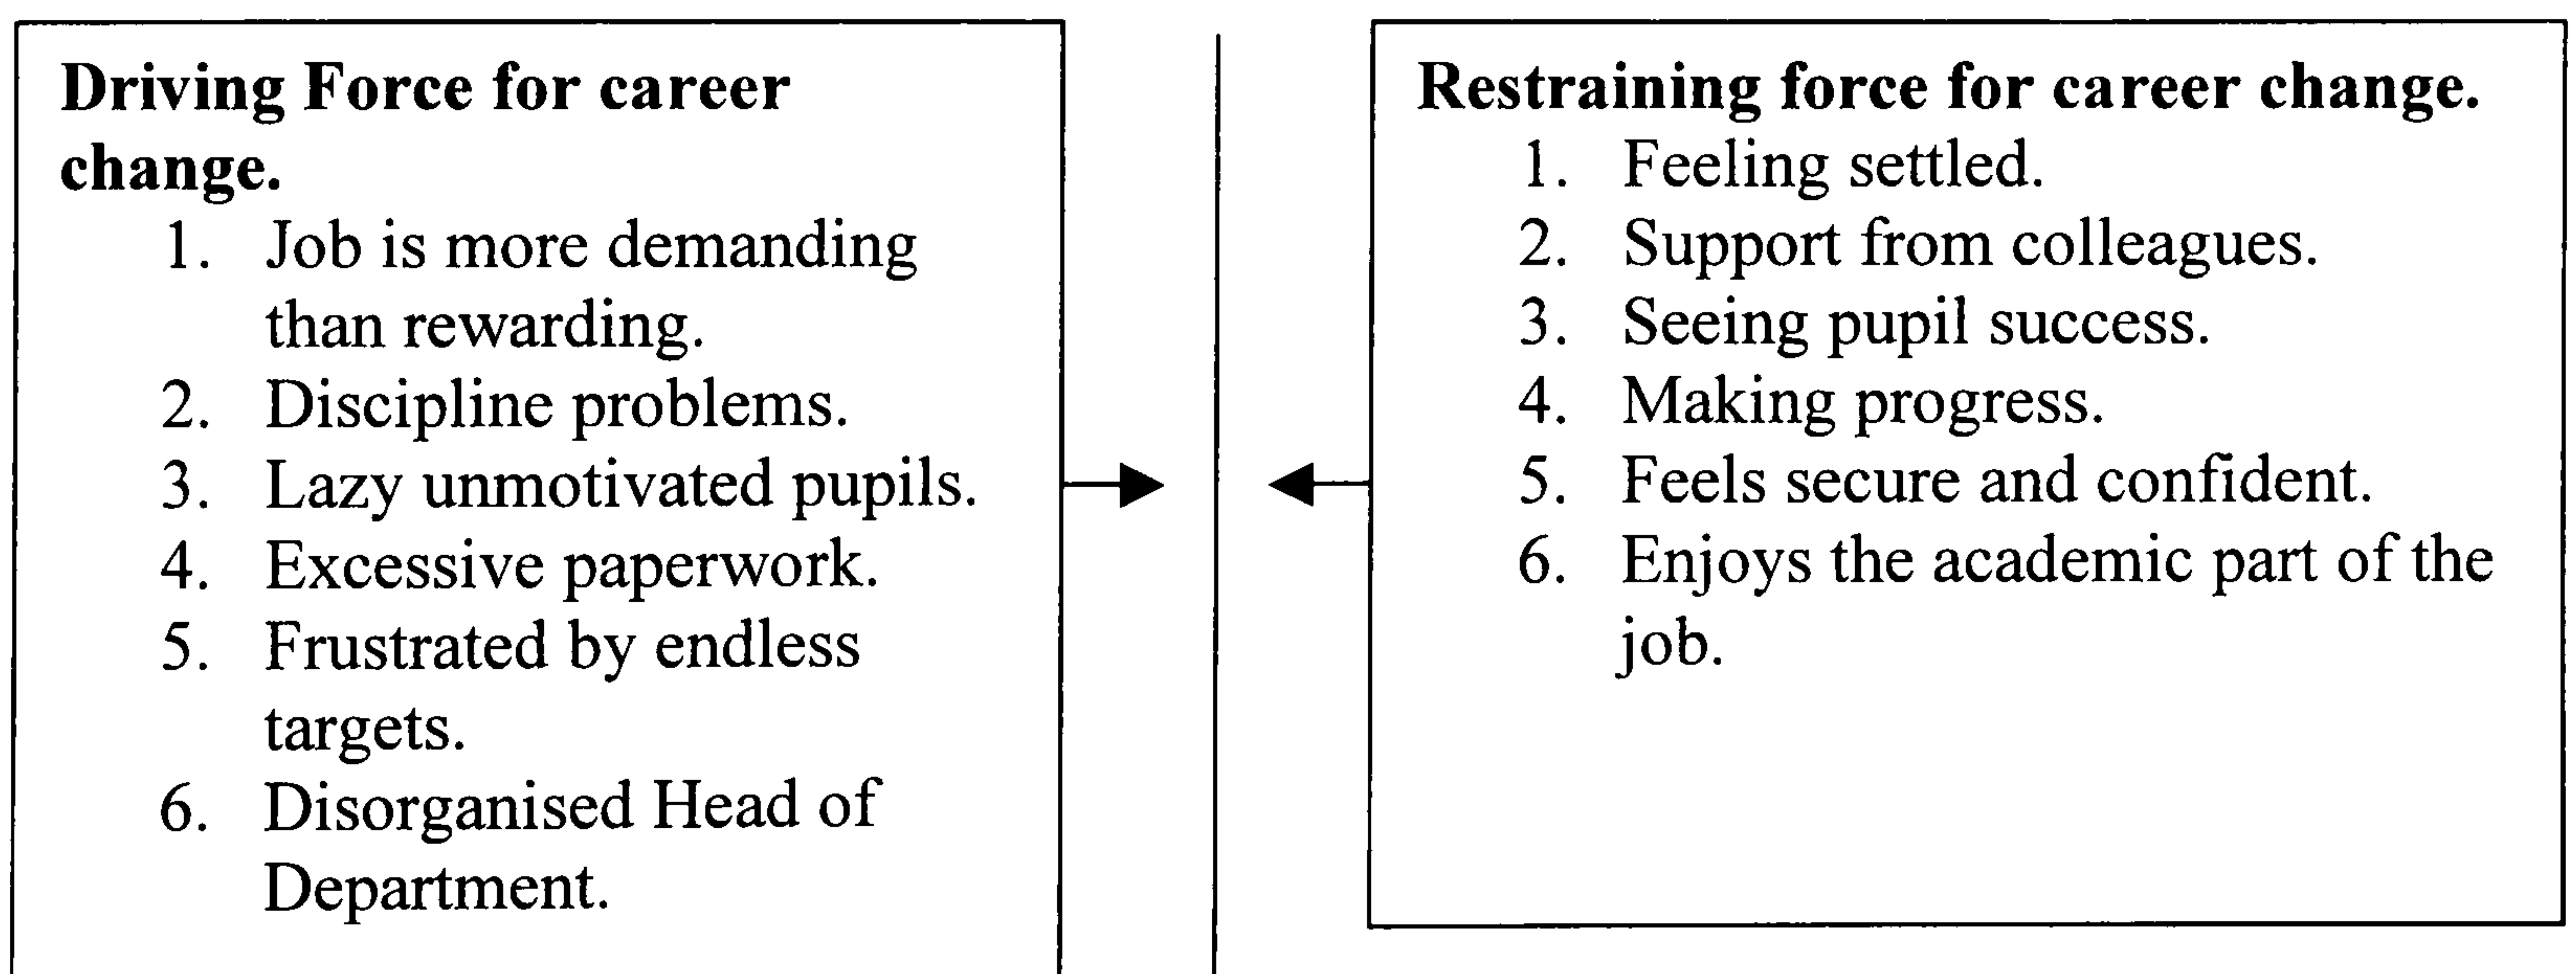 Driving Force for career
change.
1. Job is more demanding
than rewarding.
2. Discipline problems.
3. Lazy unmotivated pupils.
4. Excessive paperwork.
5. Frustrated by endless
targets.
6. Disorganised Head of
Department.
Restraining force for career change.
1. Feeling settled.
2. Support from colleagues.
3. Seeing pupil success.
4. Making progress.
5. Feels secure and confident.
6. Enjoys the academic part of the
job.